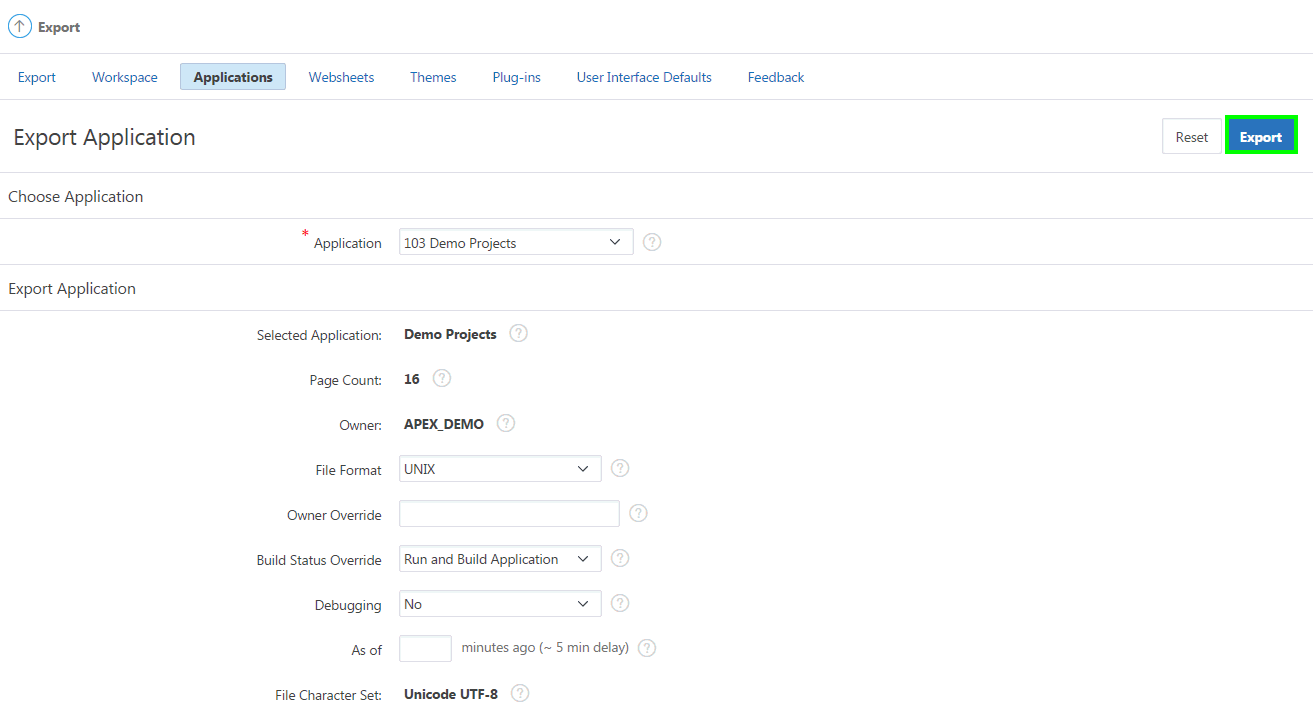 Export
Export Workspace Applications Websheets Themes Plug-ins User Interface Defaults Feedback
Export Application
Reset Export
Choose Application
* Application 103 Demo Projects ?
Export Application
Selected Application: Demo Projects ?
Page Count: 16 ?
Owner: APEX_DEMO ?
File Format UNIX ?
Owner Override ?
Build Status Override Run and Build Application ?
Debugging No ?
As of minutes ago (~ 5 min delay) ?
File Character Set: Unicode UTF-8 ?